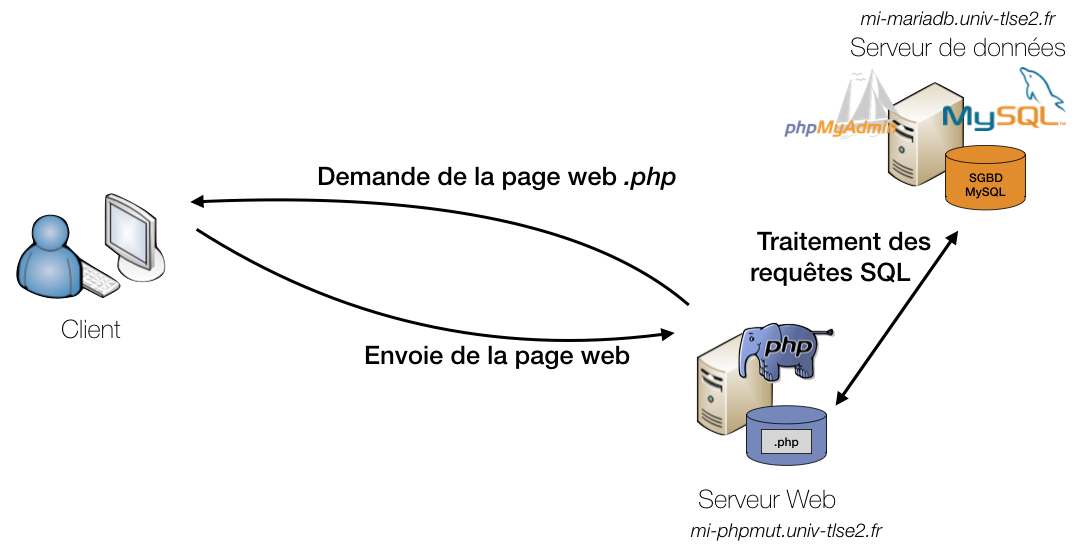 mi-mariadb.univ-tlse2.fr
Serveur de données
phpMyAdmin
MySQL™
SGBD
MySQL
Demande de la page web .php
Traitement des
requêtes SQL
Client
Envoie de la page web
php
.php
Serveur Web
mi-phpmut.univ-tlse2.fr